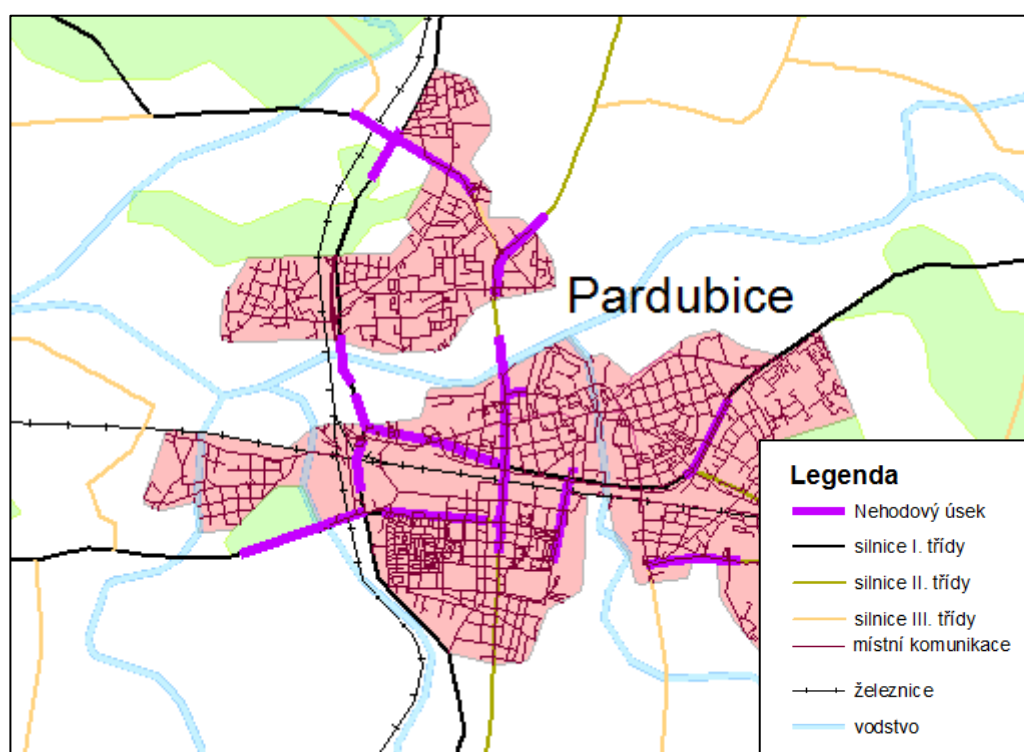 Pardubice
Legenda
Nehodový úsek
silnice I. třídy
silnice II. třídy
silnice III. třídy
místní komunikace
železnice
vodstvo